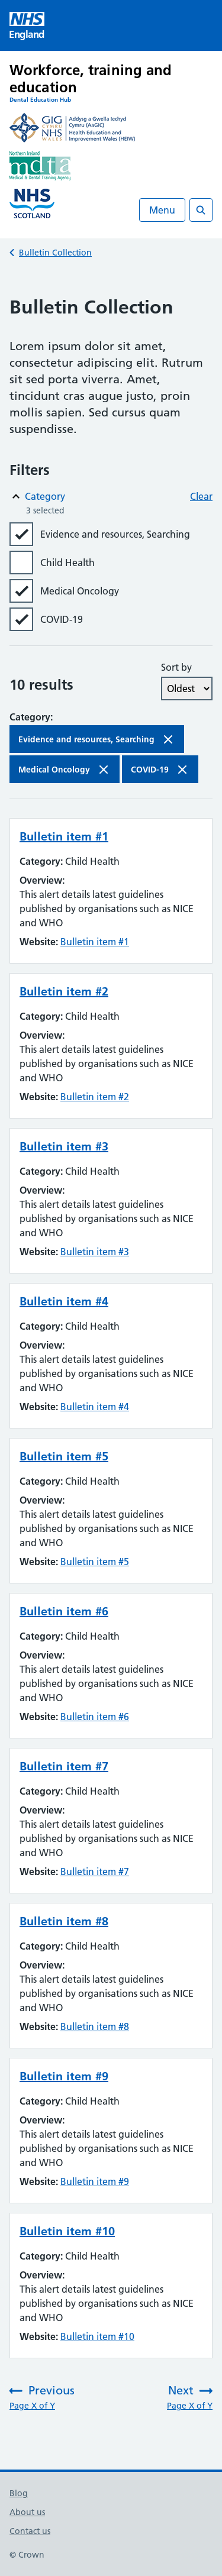 NHS
England
Workforce, training and
education
Dental Education Hub
GIG
CYMRU
NHS
WALES
Addysg a Gwella Iechyd
Cymru (AaGIC)
Health Education and
Improvement Wales (HEIW)
Northern Ireland
mdta
Medical & Dental Training Agency
NHS
SCOTLAND
Menu
Bulletin Collection
Bulletin Collection
Lorem ipsum dolor sit amet,
consectetur adipiscing elit. Duis
sed porta viverra. Amet,
tincidunt cras augue justo, proin
mollis sapien. Sed cursus quam
suspendisse.
Filters
Category Clear
3 selected
Evidence and resources, Searching
Child Health
Medical Oncology
COVID-19
Sort by
10 results
Oldest
Category:
Evidence and resources, Searching
Medical Oncology
COVID-19
Bulletin item #1
Category: Child Health
Overview:
This alert details latest guidelines
published by organisations such as NICE
and WHO
Website: Bulletin item #1
Bulletin item #2
Category: Child Health
Overview:
This alert details latest guidelines
published by organisations such as NICE
and WHO
Website: Bulletin item #2
Bulletin item #3
Category: Child Health
Overview:
This alert details latest guidelines
published by organisations such as NICE
and WHO
Website: Bulletin item #3
Bulletin item #4
Category: Child Health
Overview:
This alert details latest guidelines
published by organisations such as NICE
and WHO
Website: Bulletin item #4
Bulletin item #5
Category: Child Health
Overview:
This alert details latest guidelines
published by organisations such as NICE
and WHO
Website: Bulletin item #5
Bulletin item #6
Category: Child Health
Overview:
This alert details latest guidelines
published by organisations such as NICE
and WHO
Website: Bulletin item #6
Bulletin item #7
Category: Child Health
Overview:
This alert details latest guidelines
published by organisations such as NICE
and WHO
Website: Bulletin item #7
Bulletin item #8
Category: Child Health
Overview:
This alert details latest guidelines
published by organisations such as NICE
and WHO
Website: Bulletin item #8
Bulletin item #9
Category: Child Health
Overview:
This alert details latest guidelines
published by organisations such as NICE
and WHO
Website: Bulletin item #9
Bulletin item #10
Category: Child Health
Overview:
This alert details latest guidelines
published by organisations such as NICE
and WHO
Website: Bulletin item #10
Previous Next
Page X of Y Page X of Y
Blog
About us
Contact us
© Crown